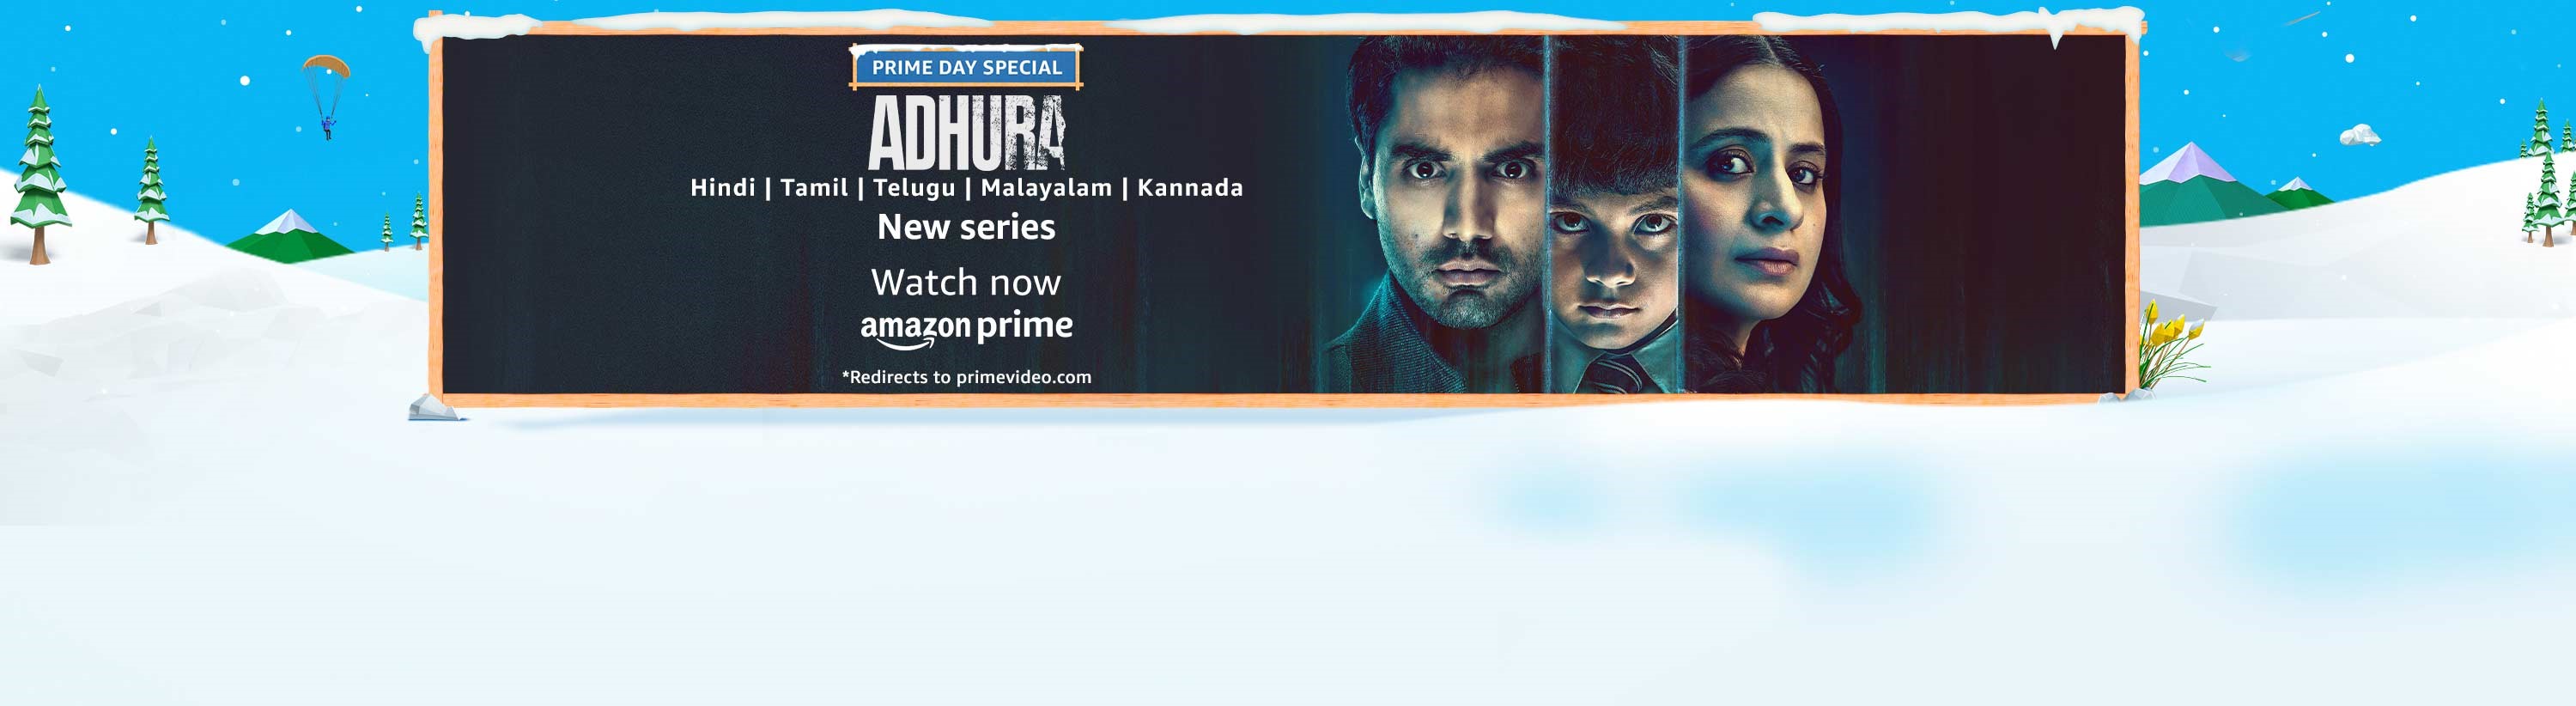 PRIME DAY SPECIAL
ADHURA
Hindi | Tamil | Telugu | Malayalam | Kannada
New series
Watch now
amazon prime
*Redirects to primevideo.com